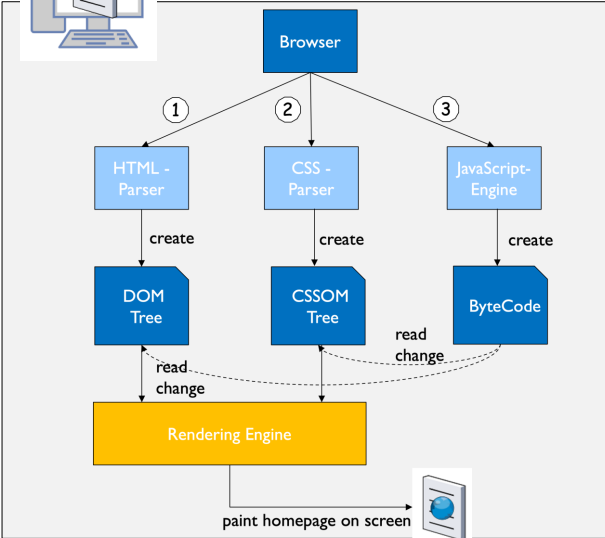 Browser
1
2
3
HTML -
Parser
CSS -
Parser
JavaScript-
Engine
create
create
create
DOM
Tree
CSSOM
Tree
ByteCode
read
change
read
change
Rendering Engine
paint homepage on screen